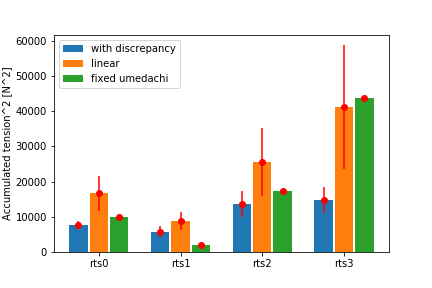 60000
50000
40000
30000
20000
10000
0
Accumulated tension^2 [N^2]
with discrepancy
linear
fixed umedachi
rts0 rts1 rts2 rts3